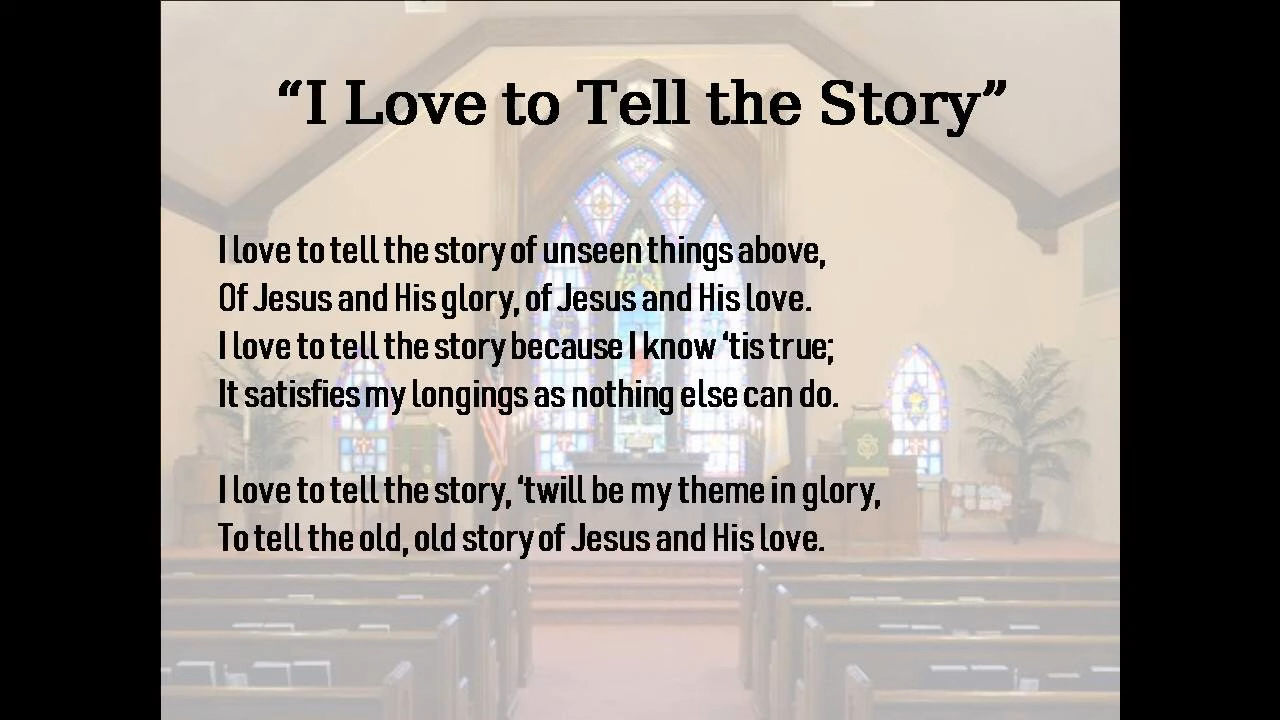 “I Love to Tell the Story”
I love to tell the story of unseen things above,
Of Jesus and His glory, of Jesus and His love.
I love to tell the story because I know ‘tis true;
It satisfies my longings as nothing else can do.
I love to tell the story, ‘twill be my theme in glory,
To tell the old, old story of Jesus and His love.